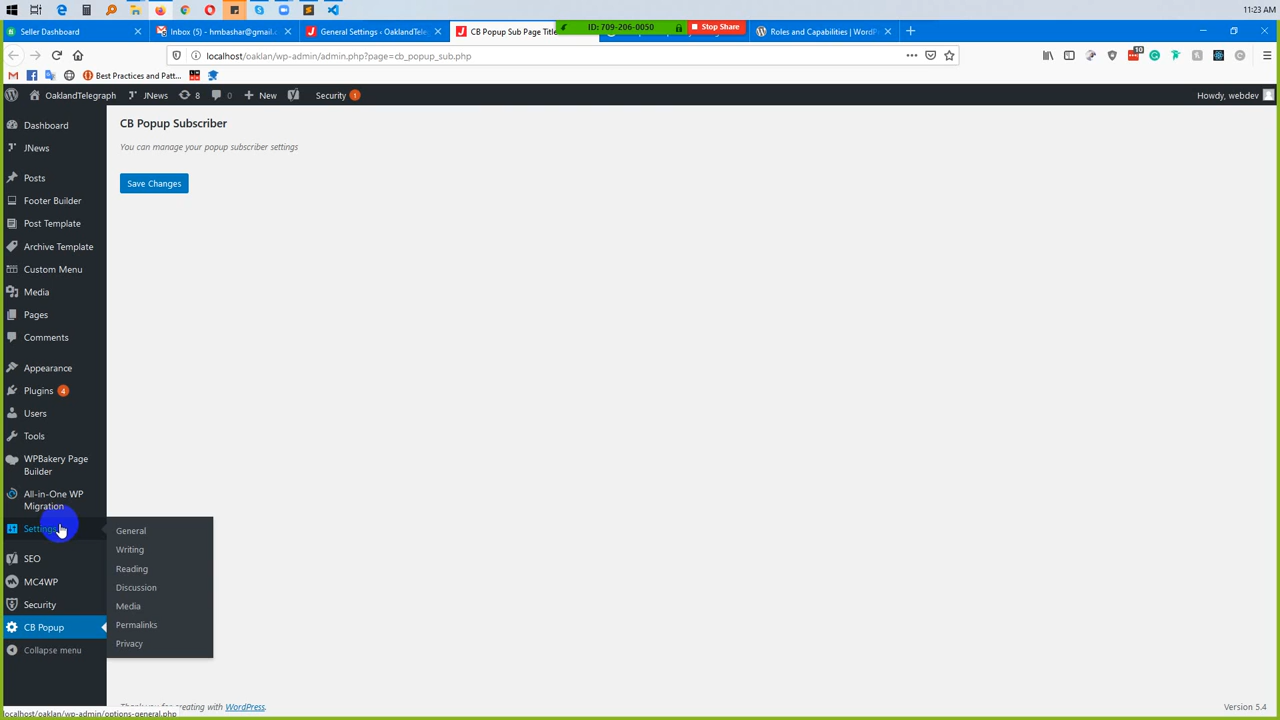 11:23 AM
Seller Dashboard
Inbox (5) - hmbashar@gmail.c
General Settings ‹ OaklandTele
CB Popup Sub Page Title
ID: 709-206-0050
Stop Share
Roles and Capabilities | WordP
localhost/oaklan/wp-admin/admin.php?page=cb_popup_sub.php
10
Best Practices and Patt...
OaklandTelegraph
JNews
8
0
New
Security 1
Howdy, webdev
Dashboard
JNews
Posts
Footer Builder
Post Template
Archive Template
Custom Menu
Media
Pages
Comments
Appearance
Plugins 4
Users
Tools
WPBakery Page
Builder
All-in-One WP
Migration
Settings
SEO
MC4WP
Security
CB Popup
Collapse menu
General
Writing
Reading
Discussion
Media
Permalinks
Privacy
CB Popup Subscriber
You can manage your popup subscriber settings
Save Changes
Thank you for creating with WordPress.
Version 5.4
localhost/oaklan/wp-admin/options-general.php